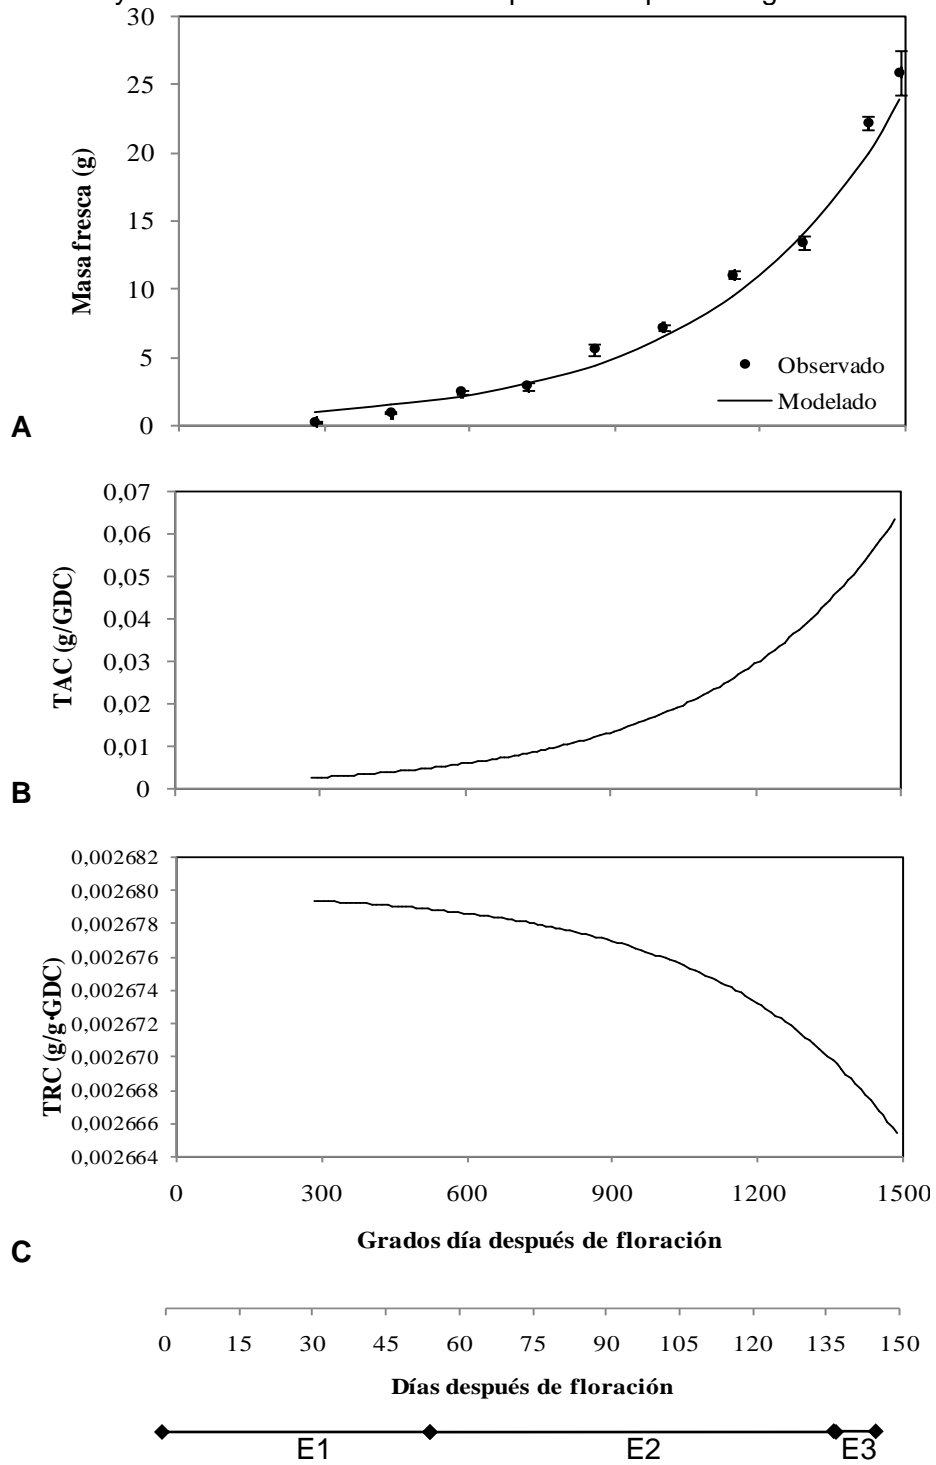 30
25
20
15
10
5
0
Masa fresca (g)
Observado
Modelado
A
0,07
0,06
0,05
0,04
0,03
0,02
0,01
0
TAC (g/GDC)
B
0,002682
0,002680
0,002678
0,002676
0,002674
0,002672
0,002670
0,002668
0,002666
0,002664
TRC (g/g•GDC)
0 300 600 900 1200 1500
Grados día después de floración
C
0 15 30 45 60 75 90 105 120 135 150
Días después de floración
E1 E2 E3